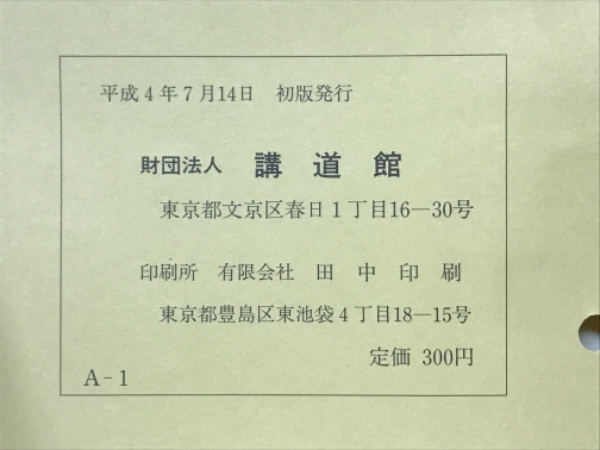 平成4年7月14日　初版発行
財団法人　講道館
東京都文京区春日1丁目16―30号
印刷所　有限会社　田中印刷
東京都豊島区東池袋4丁目18―15号
定価 300円
A-1